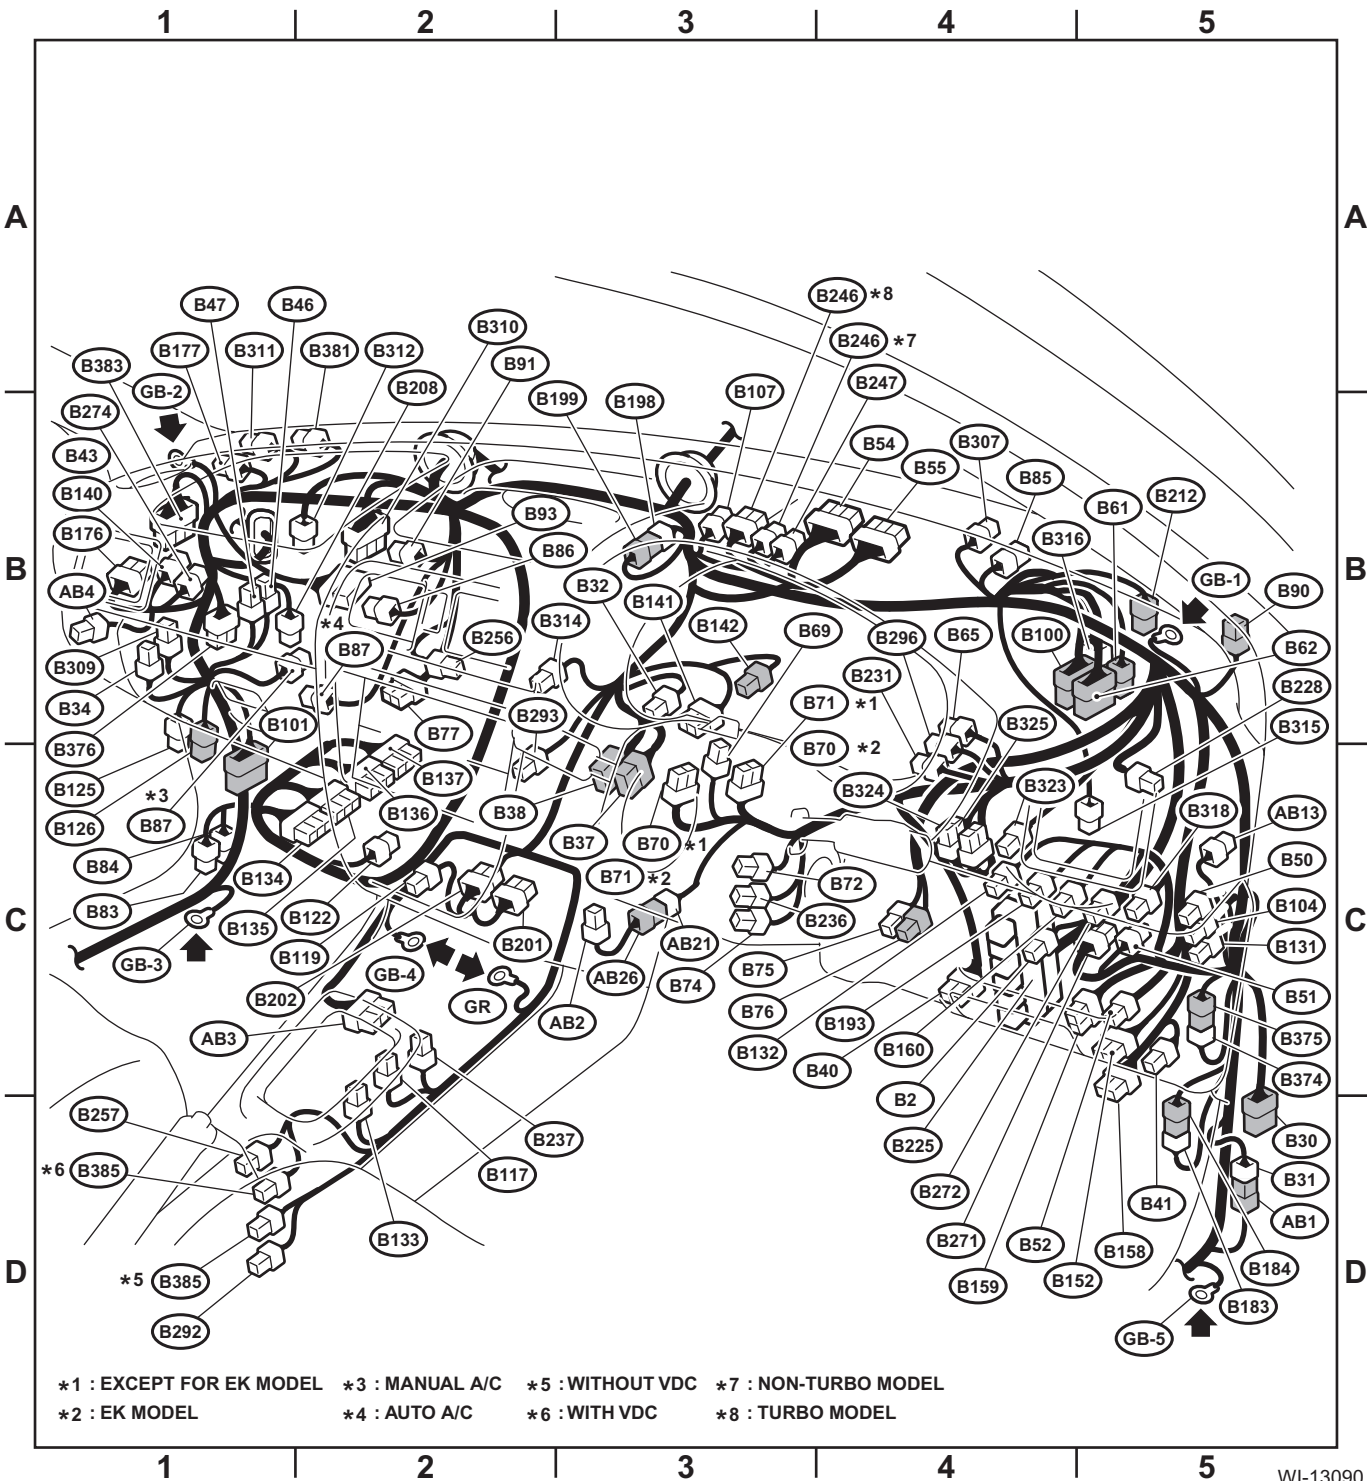 1 2 3 4 5
A A
B246 *8
B47 B46
B310
B246 *7
B177 B311 B381 B312
B383 B91
B247
GB-2 B208
B107
B199 B198
B274
B54 B307
B43
B55
B85
B140 B212
B61
B93
B176 B316
B86
B B
GB-1
AB4 B32 B90
B141
*4
B314 B142 B69
B256 B296 B65 B100
B87 B62
B309
B231
B228
B34 B71 *1
B293
B101 B325
B77 B315
B376 B70 *2
B137
B125 B324 B323
*3
B136 B38 B318 AB13
B87
B126
B37 B70 *1
B84 B50
B134 B71 *2 B72
B104
B83 B122
C C
B236
B135
B201 AB21 B131
B119
GB-3 GB-4 B75
AB26
B74
B202 GR B51
B76
AB2 B193
AB3 B375
B132 B160
B40
B374
B2
B257
B237 B30
B225
*6 B385 B117
B31
B272
B41
AB1
B133
B271 B52
B158
D D
*5 B385 B184
B159 B152
B183
B292
GB-5
*1 : EXCEPT FOR EK MODEL *3 : MANUAL A/C *5 : WITHOUT VDC *7 : NON-TURBO MODEL
*2 : EK MODEL *4 : AUTO A/C *6 : WITH VDC *8 : TURBO MODEL
1 2 3 4 5
WI-13090